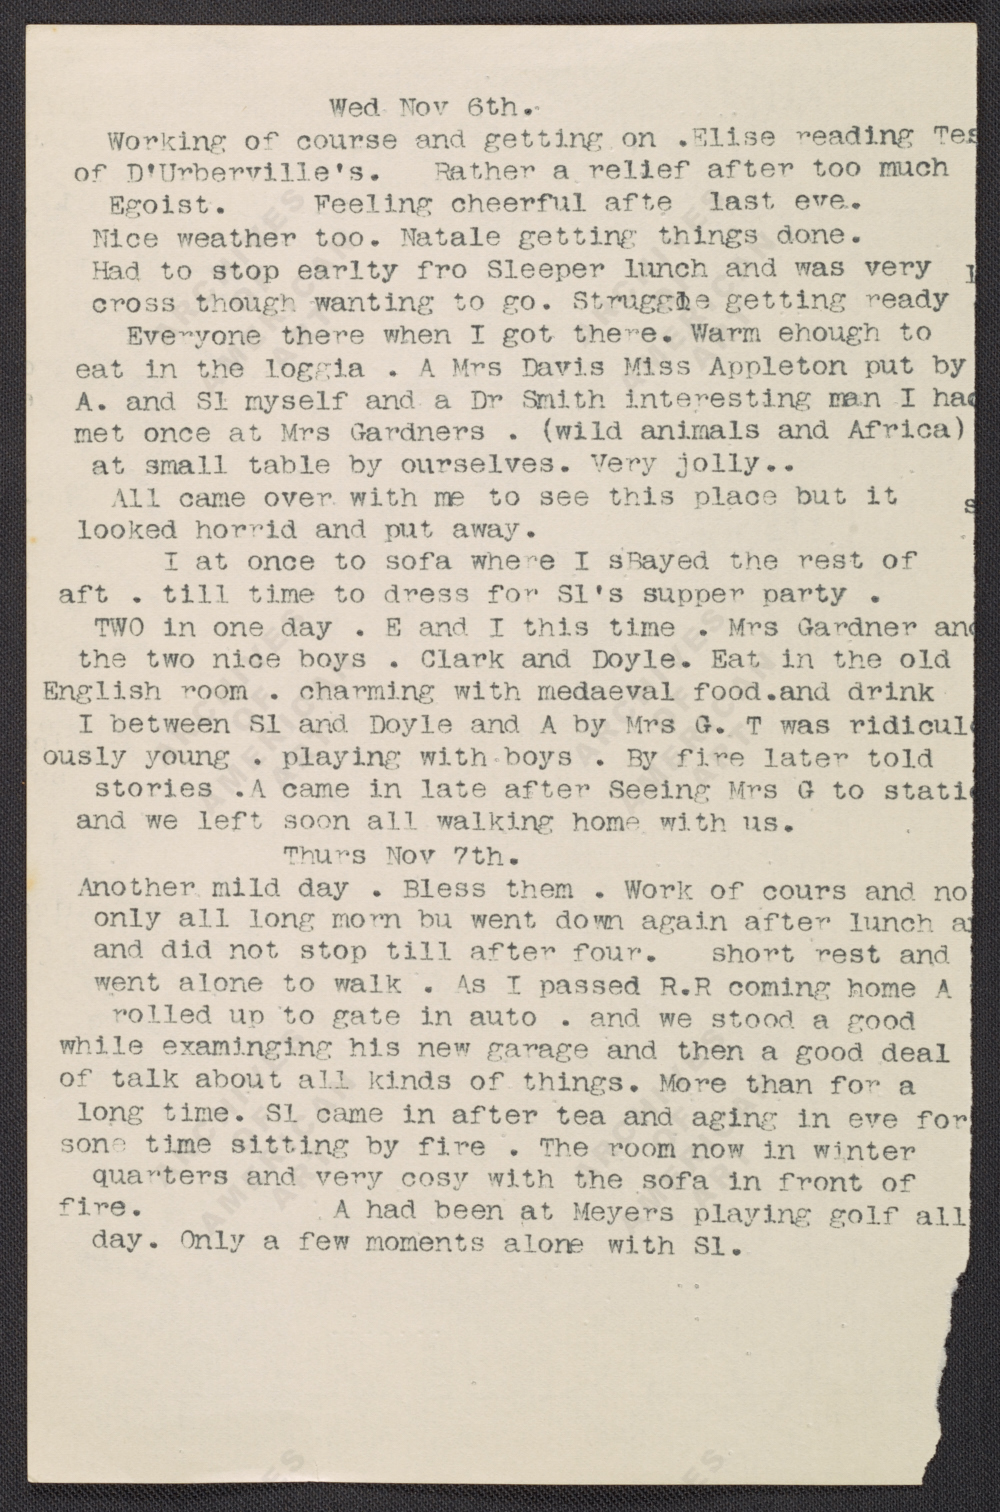 Wed Nov 6th.
Working of course and getting on .Elise reading Tes
of D'Urberville's. Rather a relief after too much
Egoist. Feeling cheerful afte last eve.
Nice weather too. Natale getting things done.
Had to stop earlty fro Sleeper lunch and was very
cross though wanting to go. Struggle getting ready
Everyone there when I got there. Warm ehough to
eat in the loggia . A Mrs Davis Miss Appleton put by
A. and Sl myself and a Dr Smith interesting man I had
met once at Mrs Gardners . (wild animals and Africa)
at small table by ourselves. Very jolly..
All came over with me to see this place but it s
looked horrid and put away.
I at once to sofa where I sBayed the rest of
aft . till time to dress for Sl's supper party .
TWO in one day . E and I this time . Mrs Gardner and
the two nice boys . Clark and Doyle. Eat in the old
English room . charming with medaeval food.and drink
I between Sl and Doyle and A by Mrs G. T was ridicul
ously young . playing with boys . By fire later told
stories .A came in late after Seeing Mrs G to stati
and we left soon all walking home with us.
Thurs Nov 7th.
Another mild day . Bless them . Work of cours and no
only all long morn bu went down again after lunch a
and did not stop till after four. short rest and
went alone to walk . As I passed R.R coming home A
rolled up to gate in auto . and we stood a good
while examinging his new garage and then a good deal
of talk about all kinds of things. More than for a
long time. Sl came in after tea and aging in eve for
sone time sitting by fire . The room now in winter
quarters and very cosy with the sofa in front of
fire. A had been at Meyers playing golf all
day. Only a few moments alone with Sl.